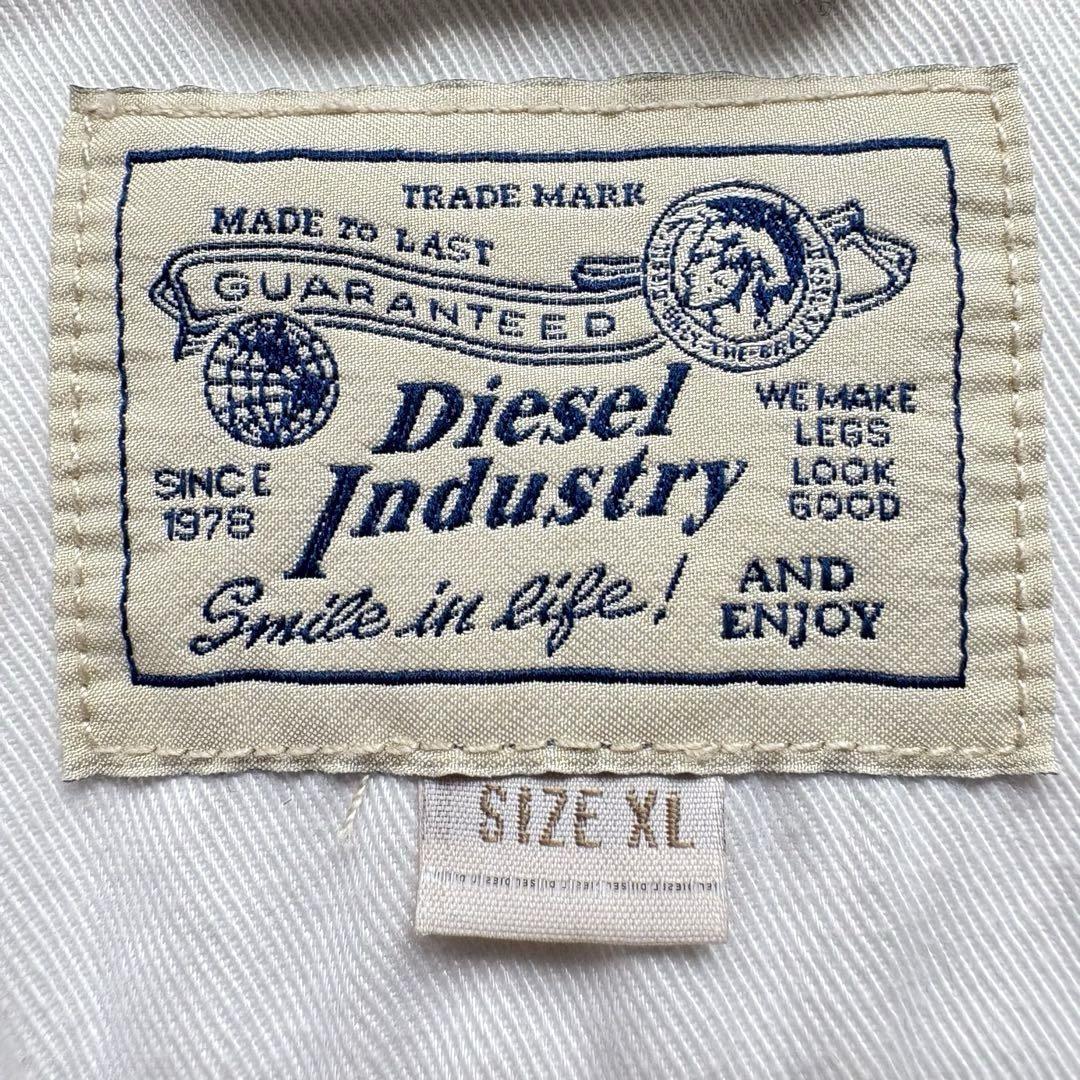 TRADE MARK
MADE TO LAST
GUARANTEED
Diesel
Industry
SINCE
1978
WE MAKE
LEGS
LOOK
GOOD
Smile in life!
AND
ENJOY
SIZE XL